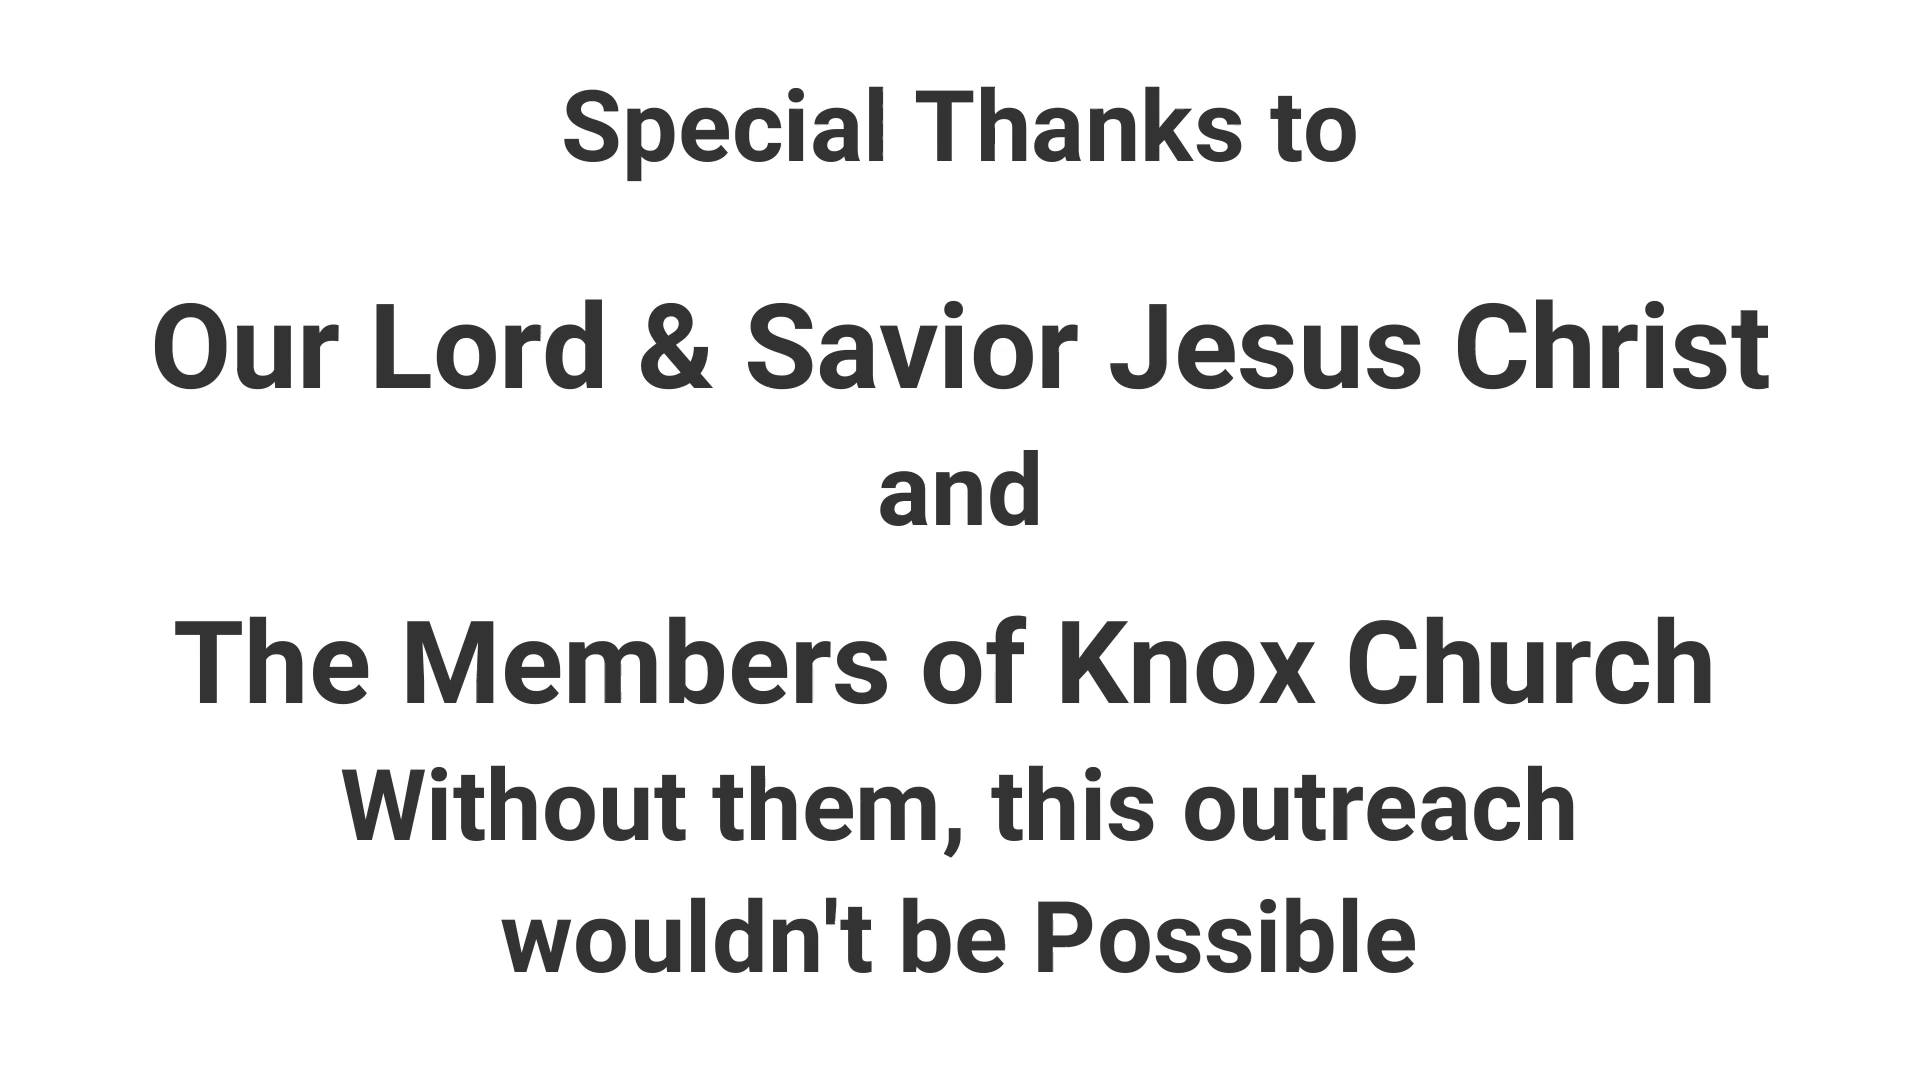 Special Thanks to
Our Lord & Savior Jesus Christ
and
The Members of Knox Church
Without them, this outreach
wouldn't be Possible